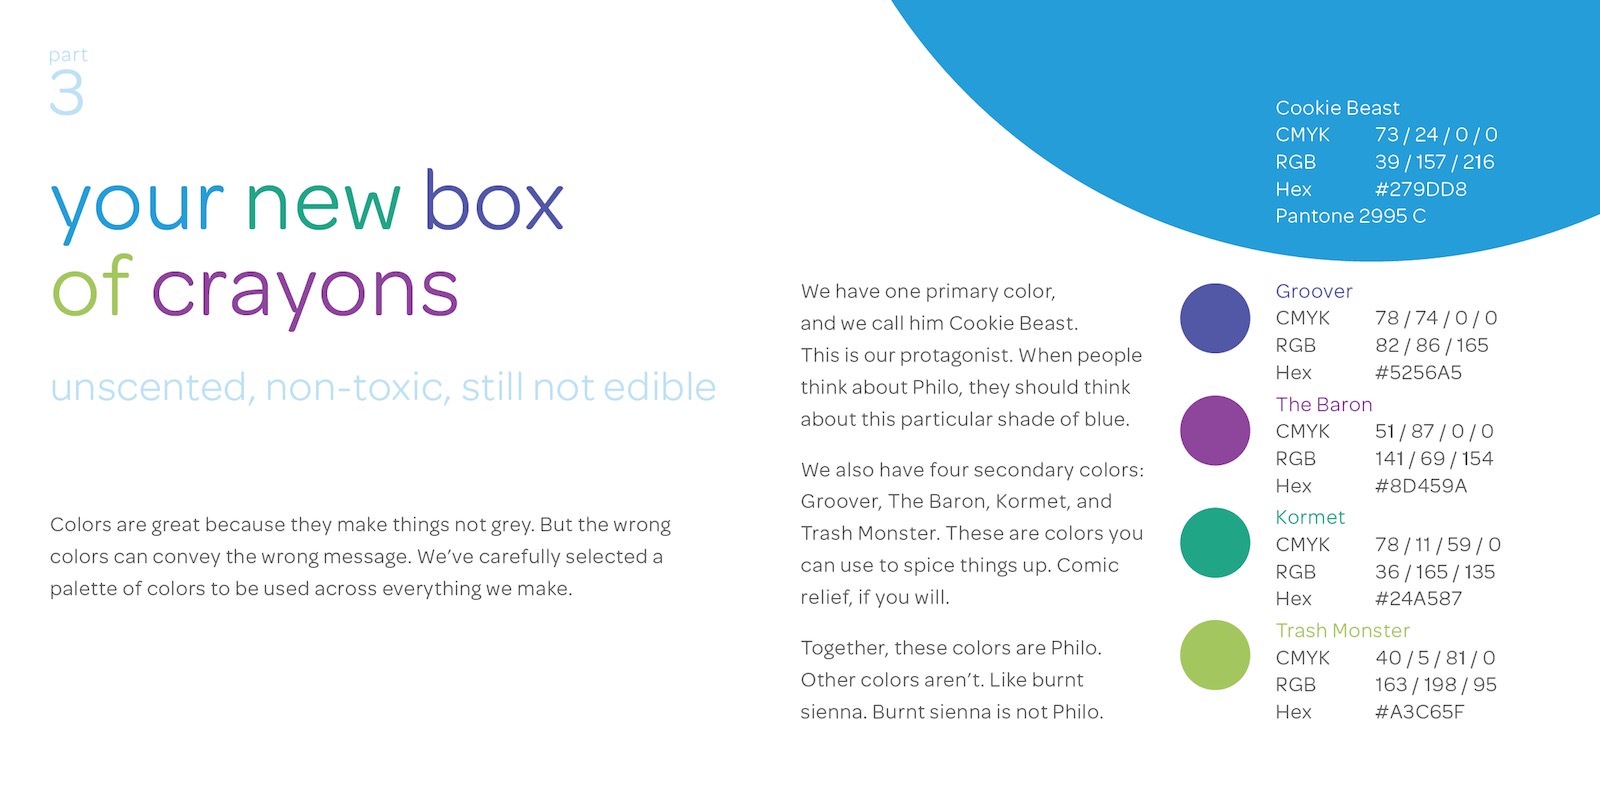 part
3
your new box
of crayons
unscented, non-toxic, still not edible
Colors are great because they make things not grey. But the wrong
colors can convey the wrong message. We’ve carefully selected a
palette of colors to be used across everything we make.
We have one primary color,
and we call him Cookie Beast.
This is our protagonist. When people
think about Philo, they should think
about this particular shade of blue.
We also have four secondary colors:
Groover, The Baron, Kormet, and
Trash Monster. These are colors you
can use to spice things up. Comic
relief, if you will.
Together, these colors are Philo.
Other colors aren’t. Like burnt
sienna. Burnt sienna is not Philo.
Cookie Beast
CMYK 73 / 24 / 0 / 0
RGB 39 / 157 / 216
Hex #279DD8
Pantone 2995 C
Groover
CMYK 78 / 74 / 0 / 0
RGB 82 / 86 / 165
Hex #5256A5
The Baron
CMYK 51 / 87 / 0 / 0
RGB 141 / 69 / 154
Hex #8D459A
Kormet
CMYK 78 / 11 / 59 / 0
RGB 36 / 165 / 135
Hex #24A587
Trash Monster
CMYK 40 / 5 / 81 / 0
RGB 163 / 198 / 95
Hex #A3C65F